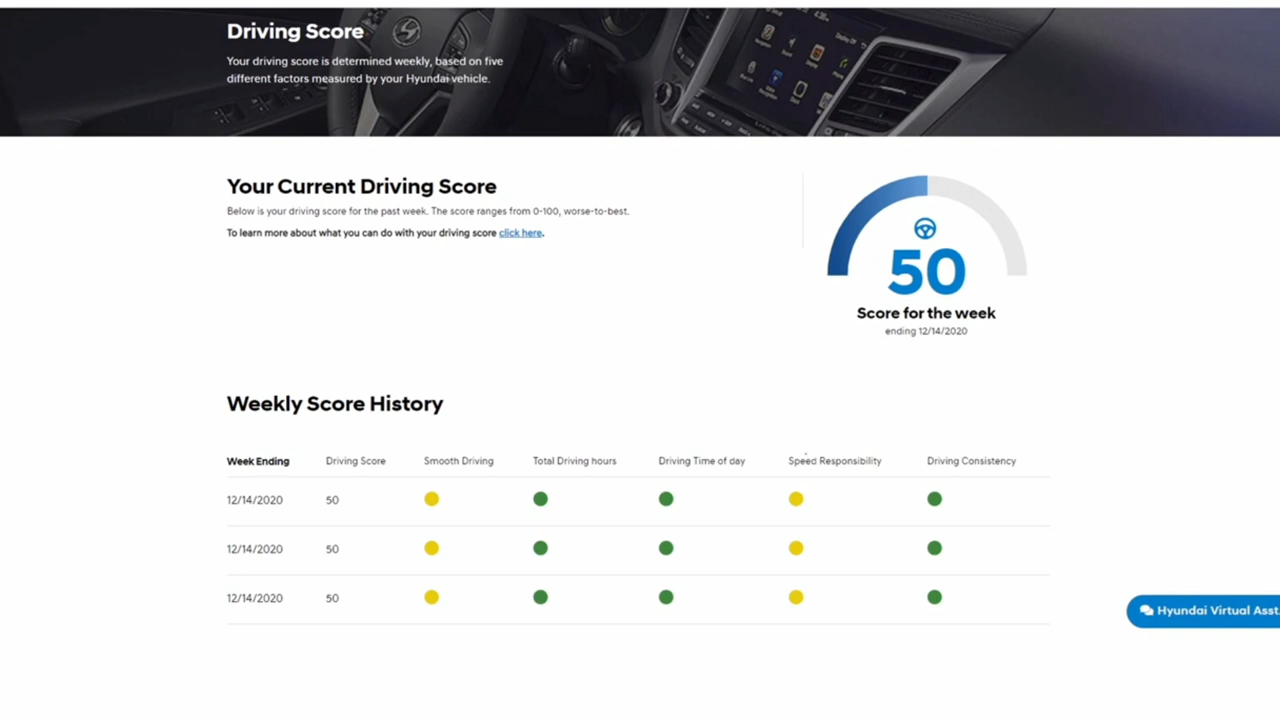 Driving Score
Your driving score is determined weekly, based on five
different factors measured by your Hyundai vehicle.
Your Current Driving Score
Below is your driving score for the past week. The score ranges from 0-100, worse-to-best.
To learn more about what you can do with your driving score click here.
50
Score for the week
ending 12/14/2020
Weekly Score History
Week Ending Driving Score Smooth Driving Total Driving hours Driving Time of day Speed Responsibility Driving Consistency
12/14/2020 50
12/14/2020 50
12/14/2020 50
Hyundai Virtual Asst.